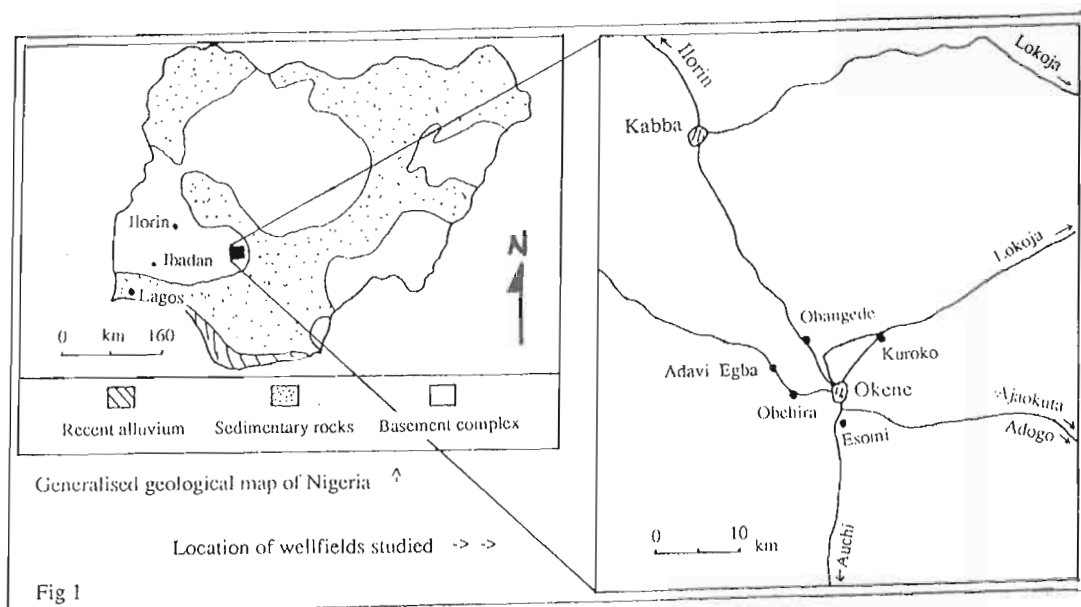 Ilorin
Ibadan
Lagos
N
0 km 160
Recent alluvium
Sedimentary rocks
Basement complex
Generalised geological map of Nigeria ^
Location of wellfields studied -> ->
Fig 1
← Ilorin
Lokoja →
Kabba
Lokoja →
Obangede
Kuroko
Adavi Egba
Okene
Obehira
Ajaokuta →
Adogo →
Esomi
0 10
km
← Auchi